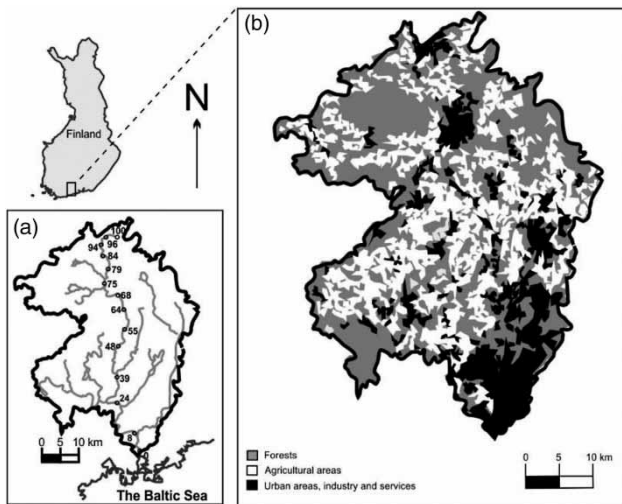 (b)
N
Finland
(a)
100
94 96
84
79
75
68
64
55
48
39
24
8
0
0 5 10 km
The Baltic Sea
Forests
Agricultural areas
Urban areas, industry and services
0 5 10 km